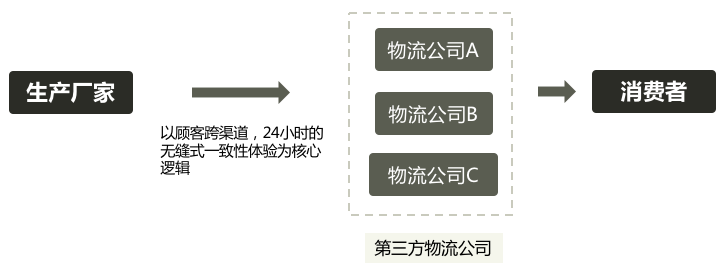 生产厂家
以顾客跨渠道，24小时的
无缝式一致性体验为核心
逻辑
物流公司A
物流公司B
物流公司C
第三方物流公司
消费者